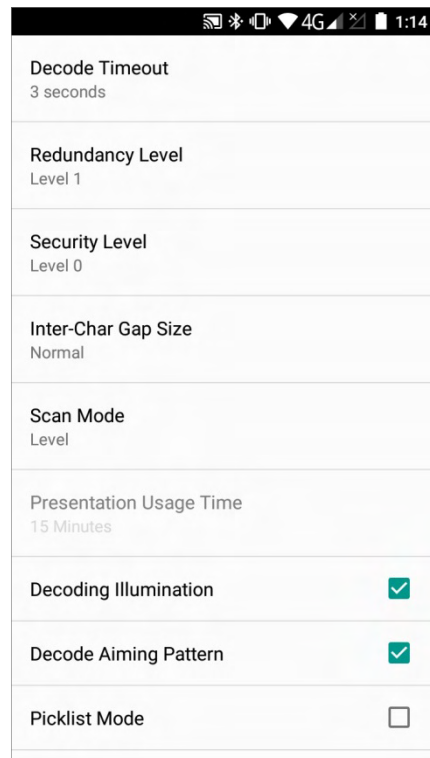 4G 1:14
Decode Timeout
3 seconds
Redundancy Level
Level 1
Security Level
Level 0
Inter-Char Gap Size
Normal
Scan Mode
Level
Presentation Usage Time
15 Minutes
Decoding Illumination
Decode Aiming Pattern
Picklist Mode